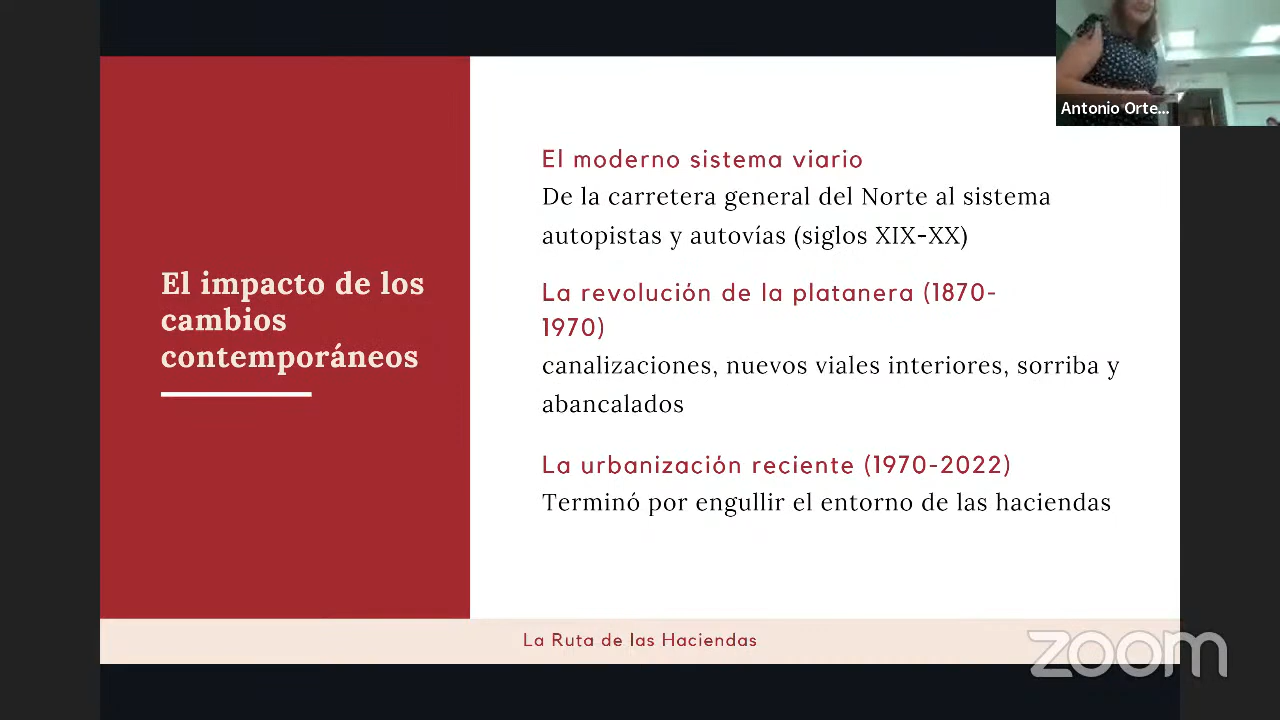 Antonio Orte...
El moderno sistema viario
De la carretera general del Norte al sistema
autopistas y autovías (siglos XIX-XX)
El impacto de los
cambios
contemporáneos
La revolución de la platanera (1870-
1970)
canalizaciones, nuevos viales interiores, sorriba y
abancalados
La urbanización reciente (1970-2022)
Terminó por engullir el entorno de las haciendas
La Ruta de las Haciendas
zoom